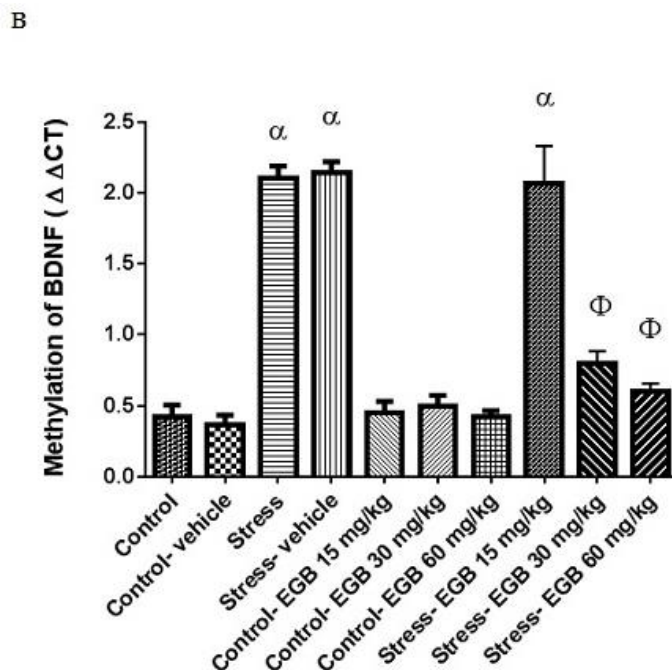 B
Methylation of BDNF ( Δ ΔCT)
2.5
2.0
1.5
1.0
0.5
0.0
α
α
α
Φ
Φ
Control
Control- vehicle
Stress
Stress- vehicle
Control- EGB 15 mg/kg
Control- EGB 30 mg/kg
Control- EGB 60 mg/kg
Stress- EGB 15 mg/kg
Stress- EGB 30 mg/kg
Stress- EGB 60 mg/kg